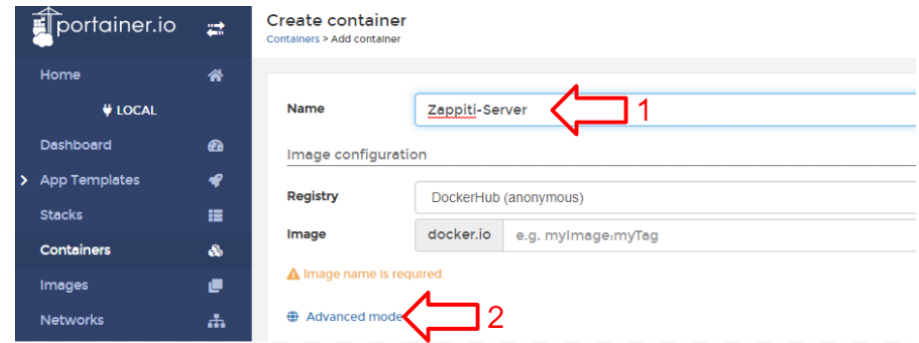 portainer.io
Home
LOCAL
Dashboard
App Templates
Stacks
Containers
Images
Networks
Create container
Containers > Add container
Name
Zappiti-Server
1
Image configuration
Registry
DockerHub (anonymous)
Image
docker.io
e.g. myImage:myTag
Image name is required.
Advanced mode
2